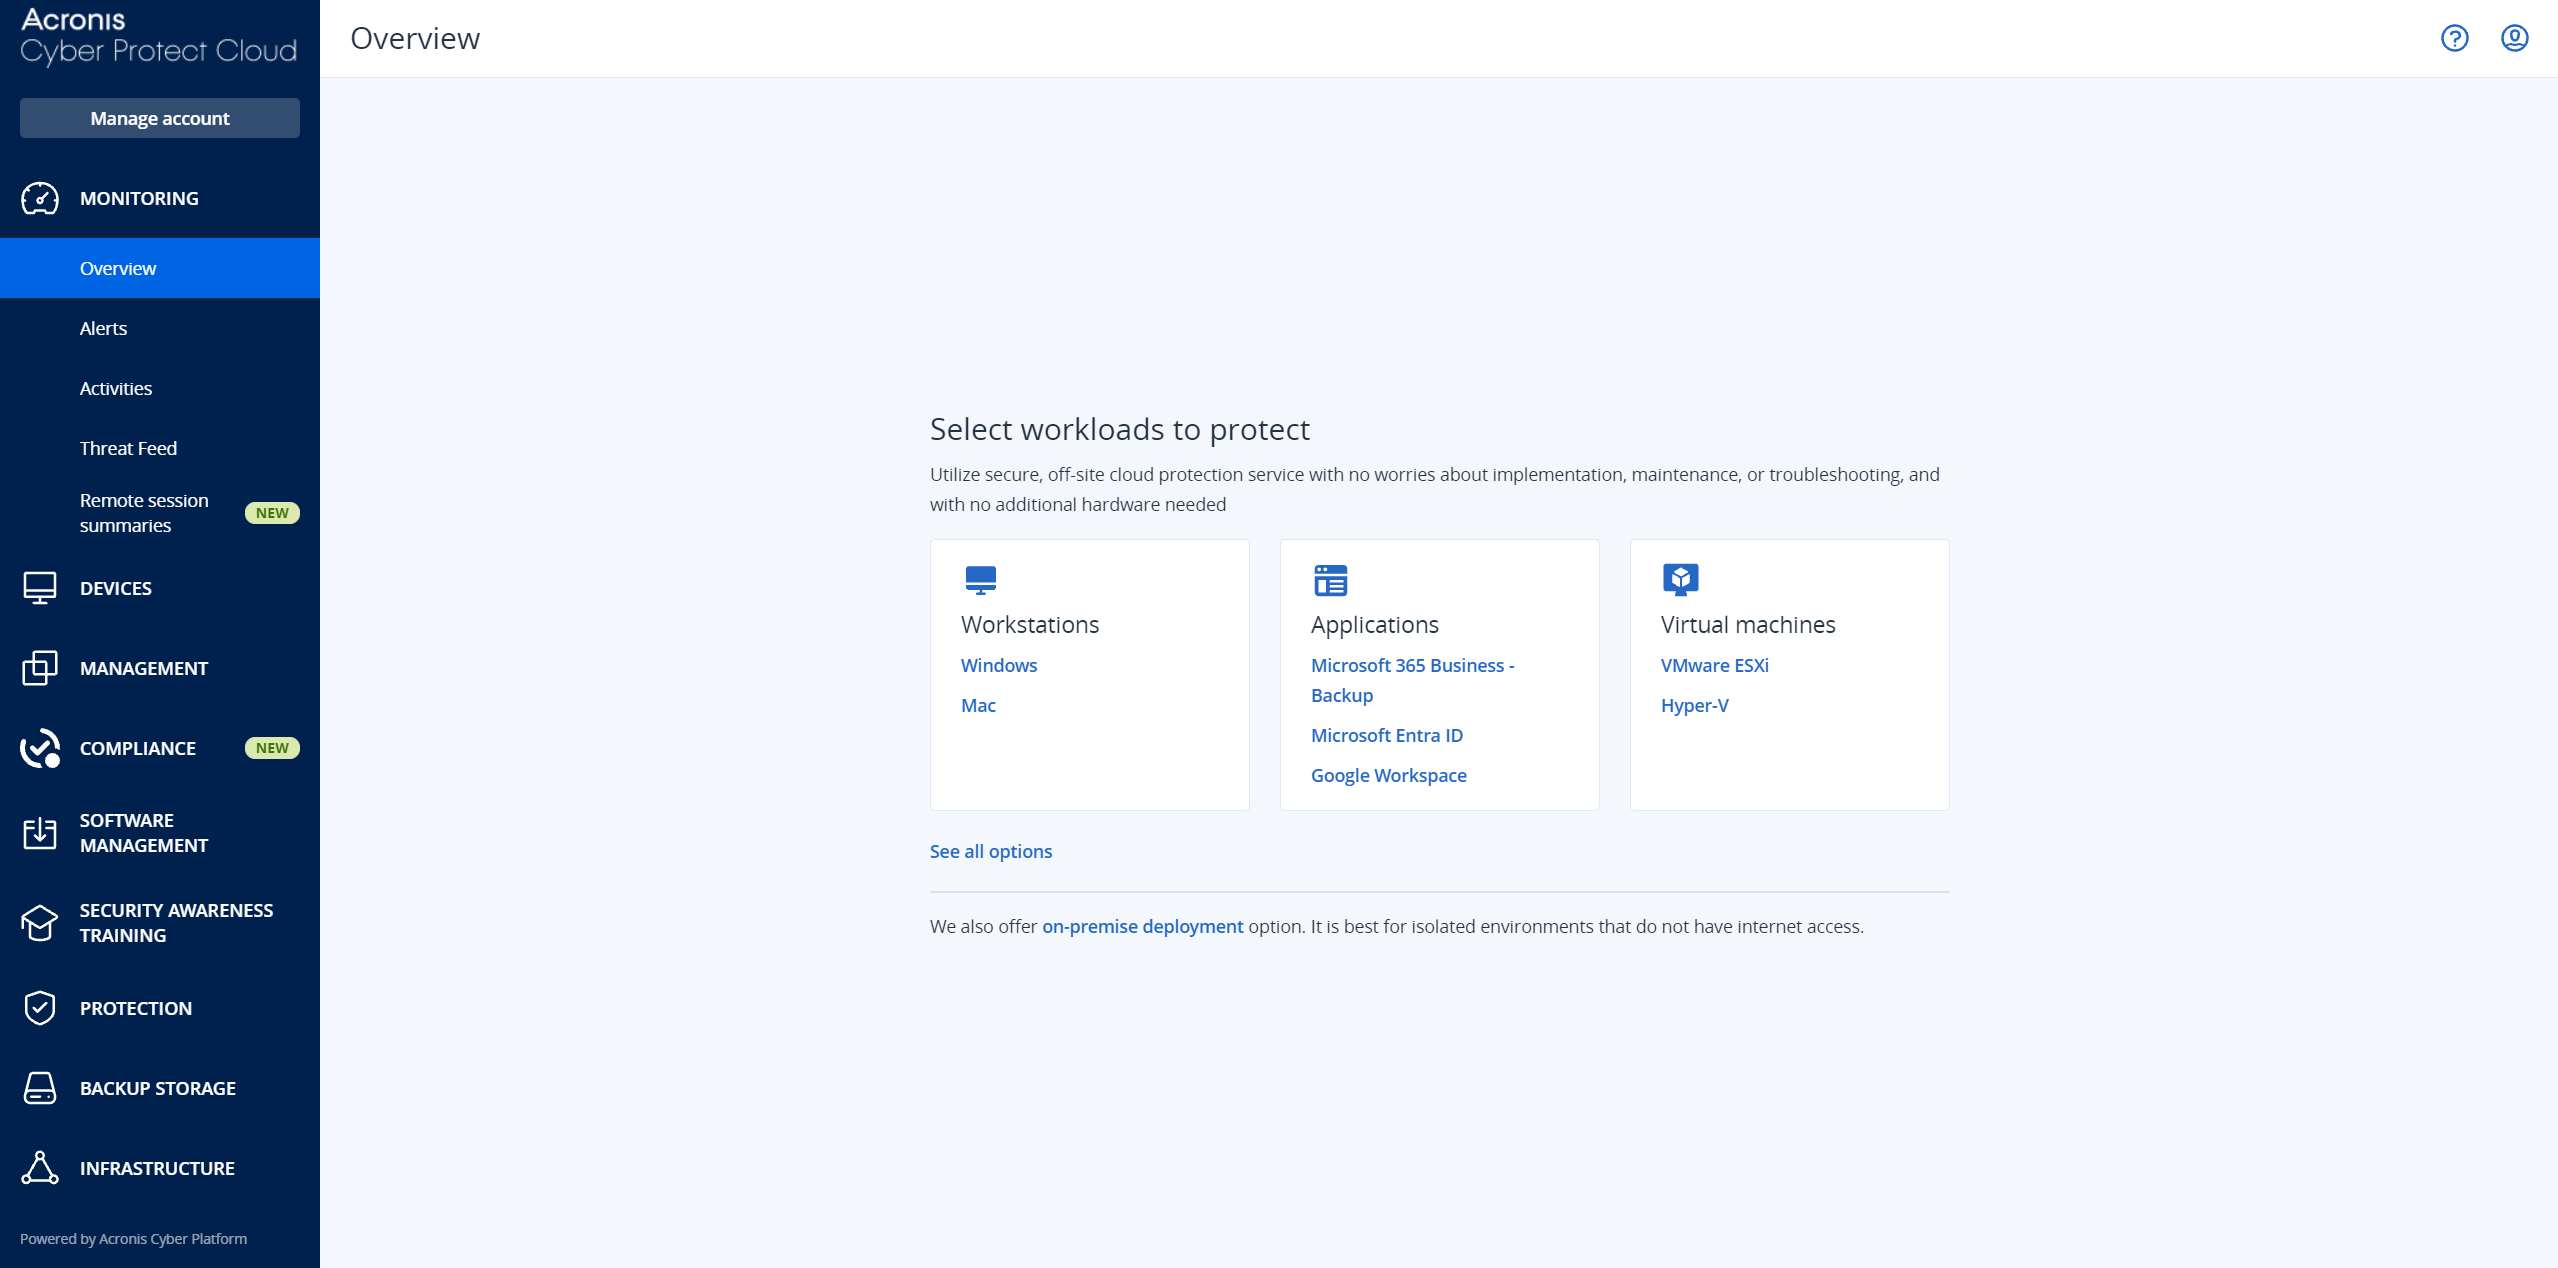 Acronis
Cyber Protect Cloud
Manage account
MONITORING
Overview
Alerts
Activities
Threat Feed
Remote session
summaries
NEW
DEVICES
MANAGEMENT
COMPLIANCE
NEW
SOFTWARE
MANAGEMENT
SECURITY AWARENESS
TRAINING
PROTECTION
BACKUP STORAGE
INFRASTRUCTURE
Powered by Acronis Cyber Platform
Overview
Select workloads to protect
Utilize secure, off-site cloud protection service with no worries about implementation, maintenance, or troubleshooting, and
with no additional hardware needed
Workstations
Windows
Mac
Applications
Microsoft 365 Business -
Backup
Microsoft Entra ID
Google Workspace
Virtual machines
VMware ESXi
Hyper-V
See all options
We also offer on-premise deployment option. It is best for isolated environments that do not have internet access.